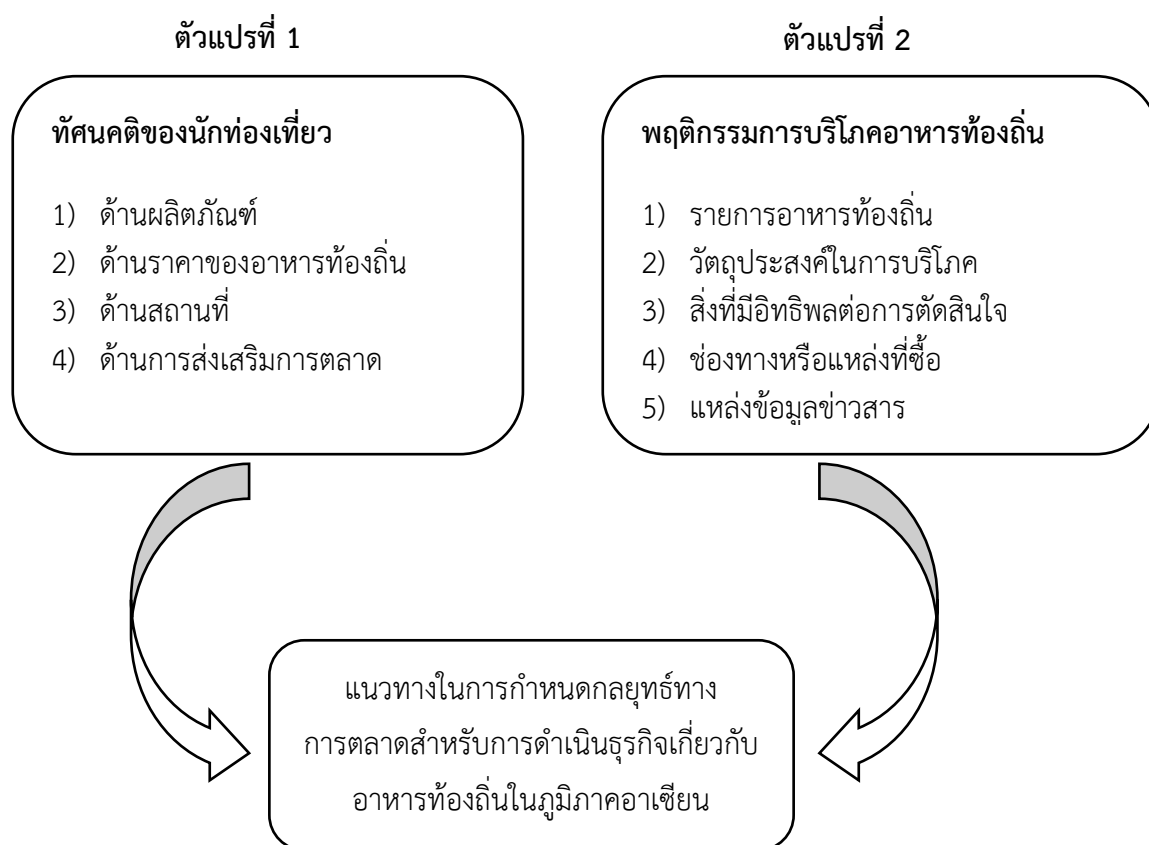 ตัวแปรที่ 1
ตัวแปรที่ 2
ทัศนคติของนักท่องเที่ยว
1) ด้านผลิตภัณฑ์
2) ด้านราคาของอาหารท้องถิ่น
3) ด้านสถานที่
4) ด้านการส่งเสริมการตลาด
พฤติกรรมการบริโภคอาหารท้องถิ่น
1) รายการอาหารท้องถิ่น
2) วัตถุประสงค์ในการบริโภค
3) สิ่งที่มีอิทธิพลต่อการตัดสินใจ
4) ช่องทางหรือแหล่งที่ซื้อ
5) แหล่งข้อมูลข่าวสาร
แนวทางในการกำหนดกลยุทธ์ทาง
การตลาดสำหรับการดำเนินธุรกิจเกี่ยวกับ
อาหารท้องถิ่นในภูมิภาคอาเซียน